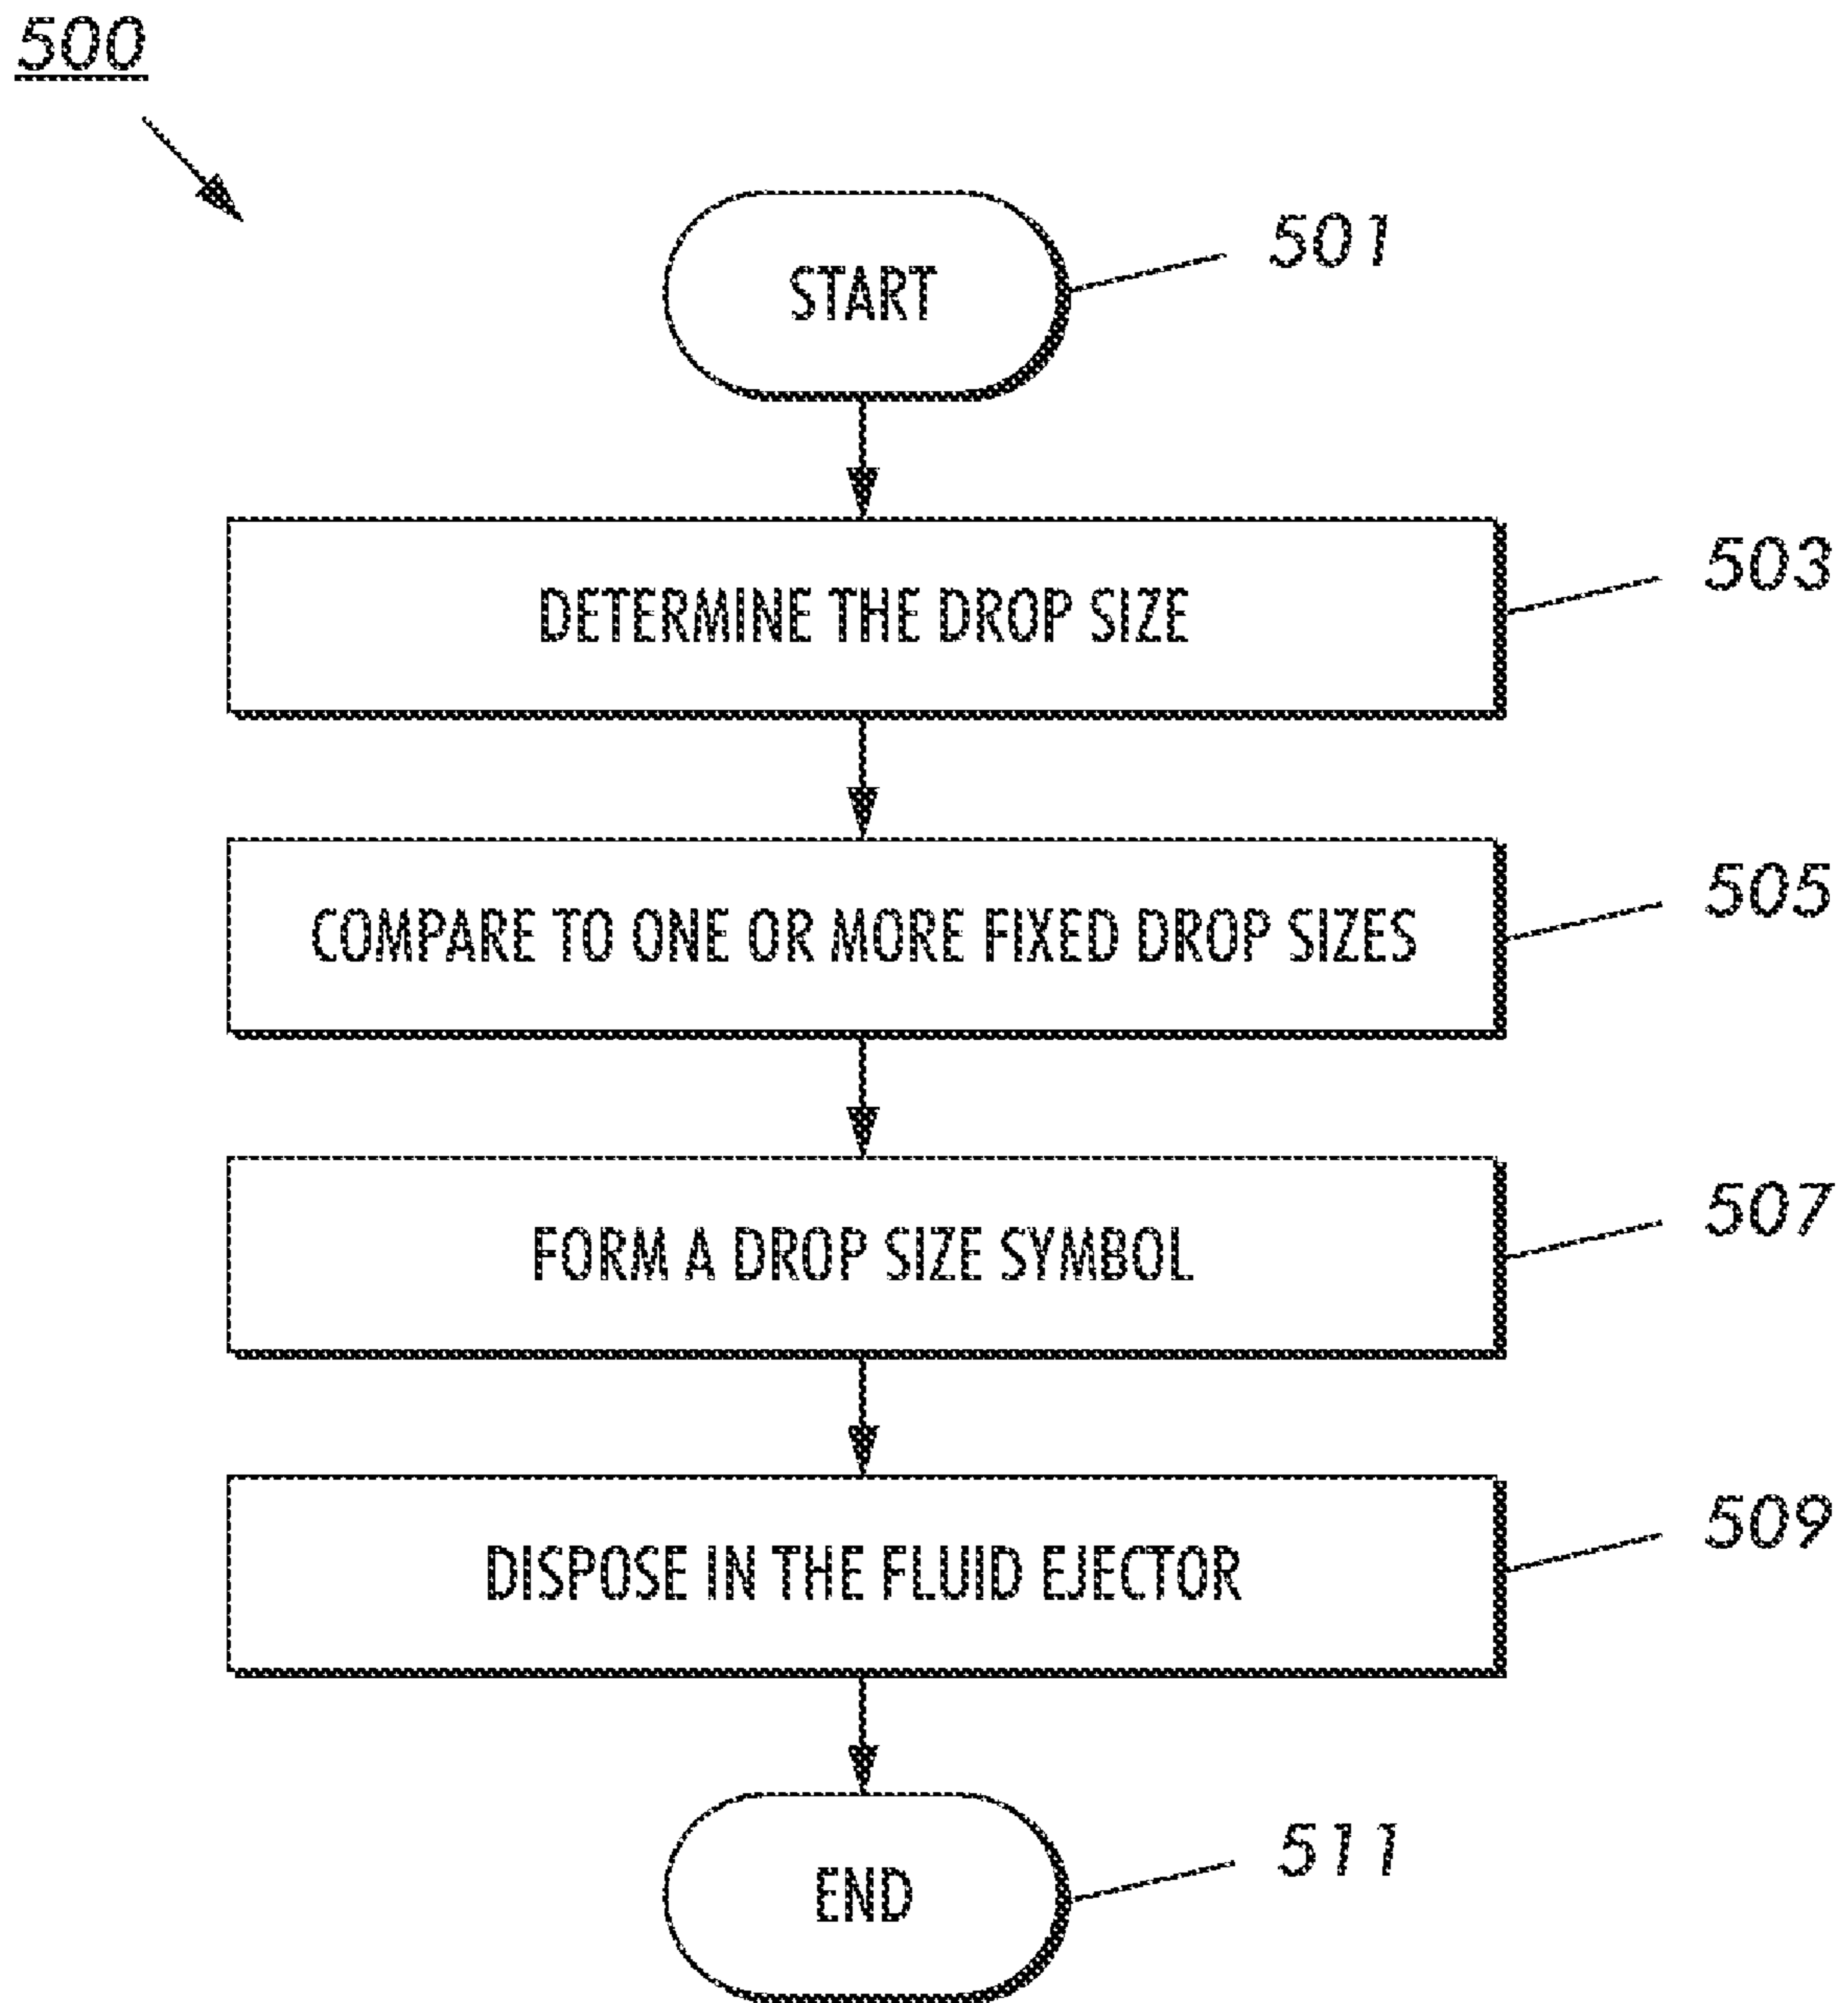 500
START
501
DETERMINE THE DROP SIZE
503
COMPARE TO ONE OR MORE FIXED DROP SIZES
505
FORM A DROP SIZE SYMBOL
507
DISPOSE IN THE FLUID EJECTOR
509
END
511